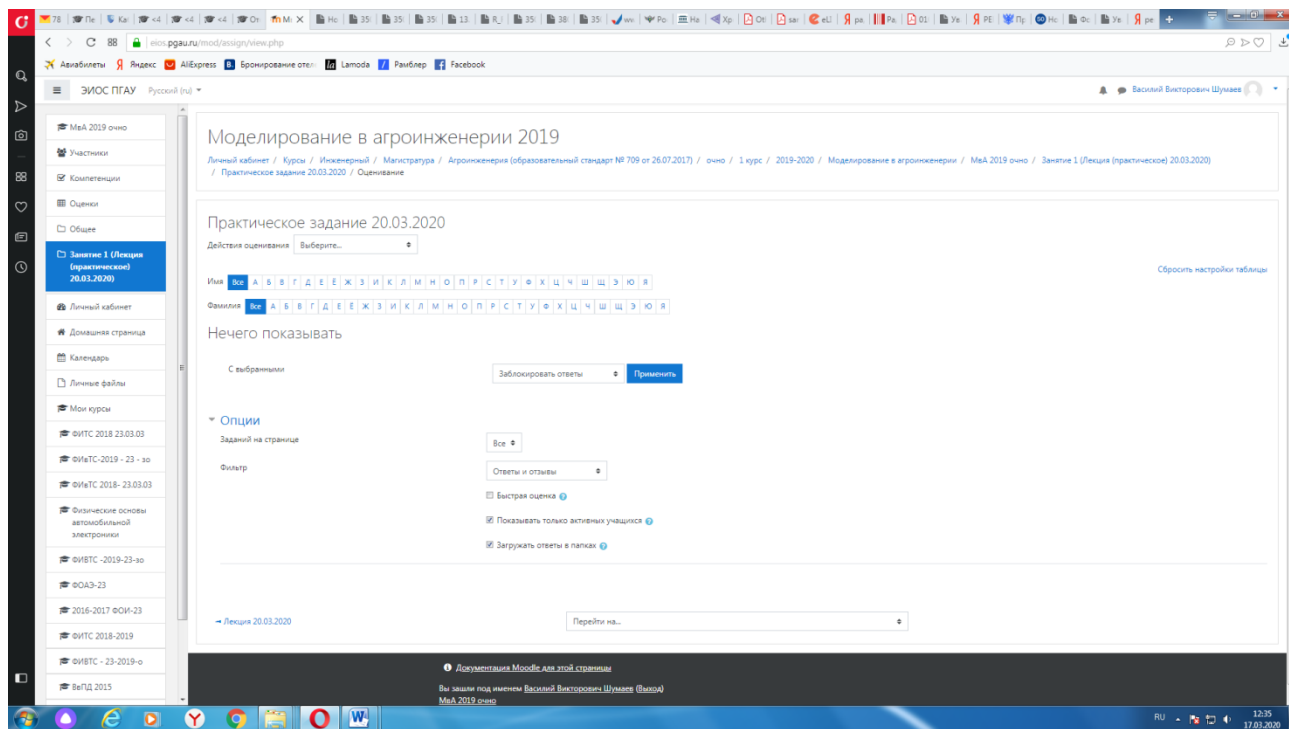 78
eios.pgau.ru/mod/assign/view.php
Авиабилеты Яндекс AliExpress Бронирование отел Lamoda Рамблер Facebook
ЭИОС ПГАУ Русский (ru)
Василий Викторович Шумаев
МвА 2019 очно
Участники
Компетенции
Оценки
Общее
Занятие 1 (Лекция
(практическое)
20.03.2020)
Личный кабинет
Домашняя страница
Календарь
Личные файлы
Мои курсы
ФИТС 2018 23.03.03
ФИвТС-2019 - 23 - зо
ФИвТС 2018- 23.03.03
Физические основы
автомобильной
электроники
ФИВТС -2019-23-зо
ФОАЭ-23
2016-2017 ФОИ-23
ФИТС 2018-2019
ФИВТС - 23-2019-о
ВвПД 2015
Моделирование в агроинженерии 2019
Личный кабинет / Курсы / Инженерный / Магистратура / Агроинженерия (образовательный стандарт № 709 от 26.07.2017) / очно / 1 курс / 2019-2020 / Моделирование в агроинженерии / МвА 2019 очно / Занятие 1 (Лекция (практическое) 20.03.2020)
/ Практическое задание 20.03.2020 / Оценивание
Практическое задание 20.03.2020
Действия оценивания Выберите...
Сбросить настройки таблицы
Имя Все А Б В Г Д Е Ё Ж З И К Л М Н О П Р С Т У Ф Х Ц Ч Ш Щ Э Ю Я
Фамилия Все А Б В Г Д Е Ё Ж З И К Л М Н О П Р С Т У Ф Х Ц Ч Ш Щ Э Ю Я
Нечего показывать
С выбранными Заблокировать ответы Применить
Опции
Заданий на странице Все
Фильтр Ответы и отзывы
Быстрая оценка
Показывать только активных учащихся
Загружать ответы в папках
→ Лекция 20.03.2020
Перейти на...
Документация Moodle для этой страницы
Вы зашли под именем Василий Викторович Шумаев (Выход)
МвА 2019 очно
RU
12:35
17.03.2020